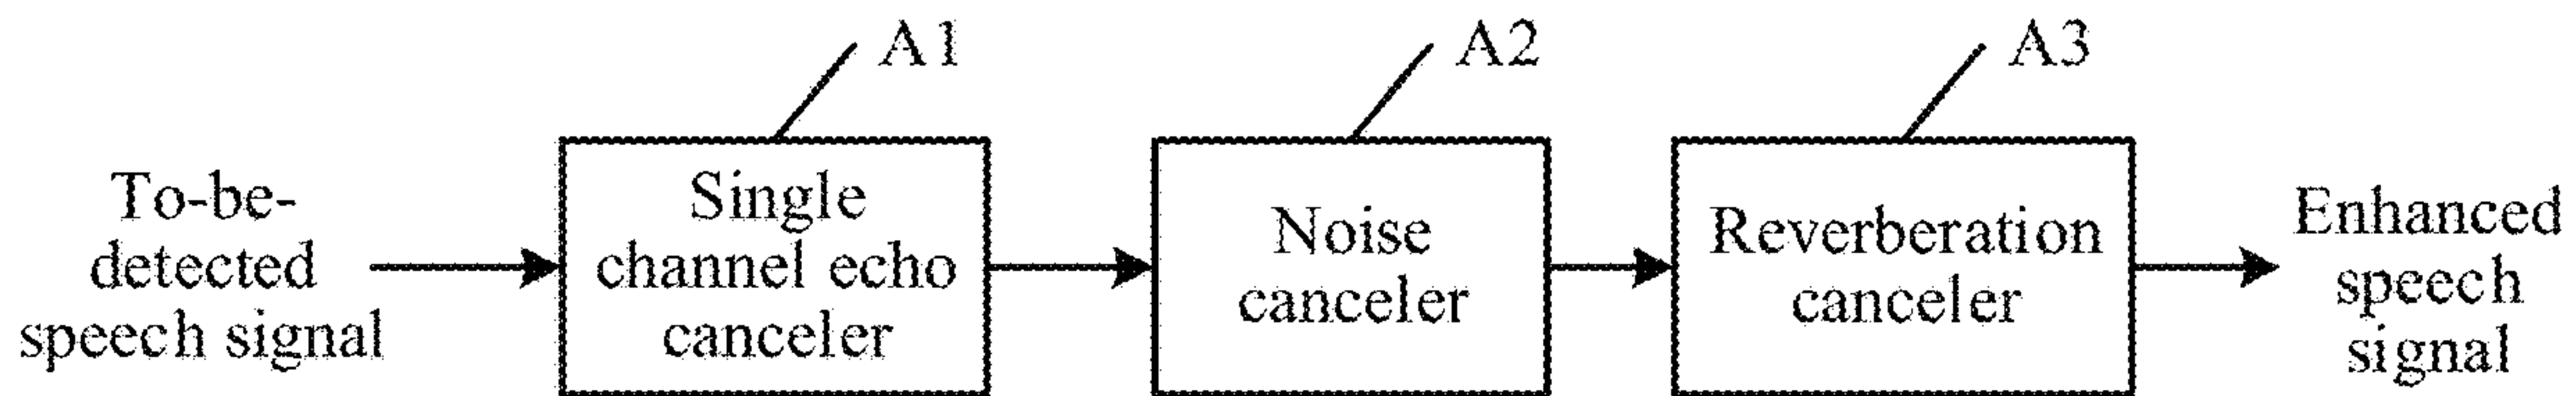 A1
A2
A3
To-be-
detected
speech signal
Single
channel echo
canceler
Noise
canceler
Reverberation
canceler
Enhanced
speech
signal